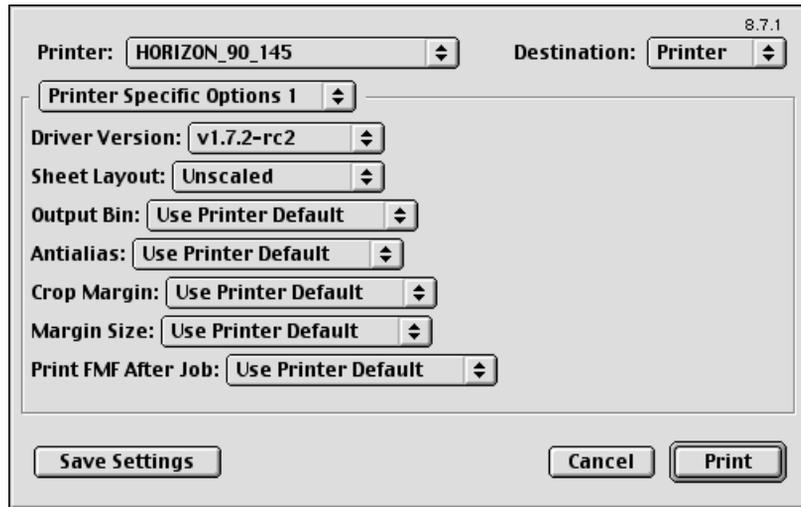 8.7.1
Printer: HORIZON_90_145 Destination: Printer
Printer Specific Options 1
Driver Version: v1.7.2-rc2
Sheet Layout: Unscaled
Output Bin: Use Printer Default
Antialias: Use Printer Default
Crop Margin: Use Printer Default
Margin Size: Use Printer Default
Print FMF After Job: Use Printer Default
Save Settings Cancel Print